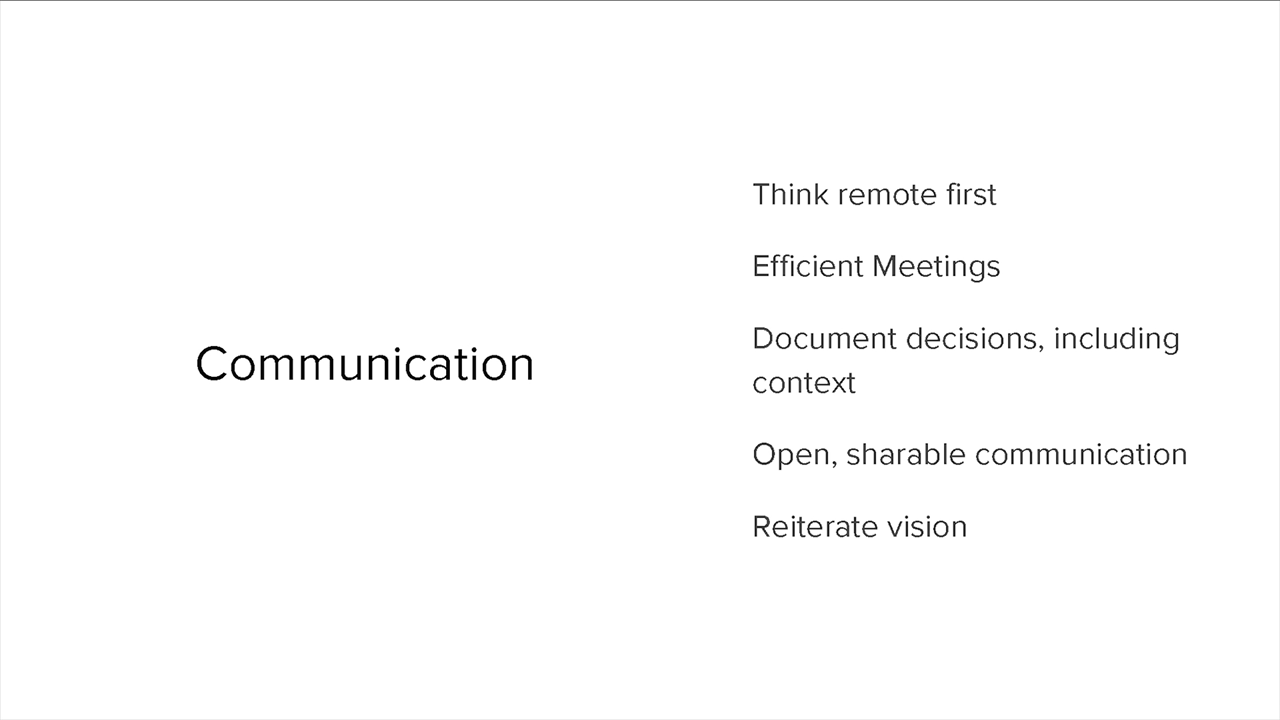 Communication
Think remote first
Efficient Meetings
Document decisions, including
context
Open, sharable communication
Reiterate vision